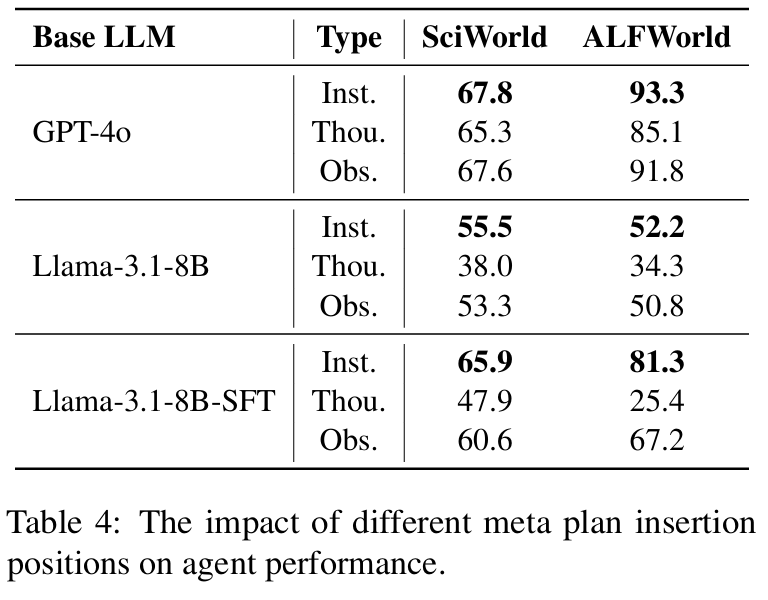 Base LLM Type SciWorld ALFWorld
Inst. 67.8 93.3
GPT-4o Thou. 65.3 85.1
Obs. 67.6 91.8
Inst. 55.5 52.2
Llama-3.1-8B Thou. 38.0 34.3
Obs. 53.3 50.8
Inst. 65.9 81.3
Llama-3.1-8B-SFT Thou. 47.9 25.4
Obs. 60.6 67.2
Table 4: The impact of different meta plan insertion
positions on agent performance.